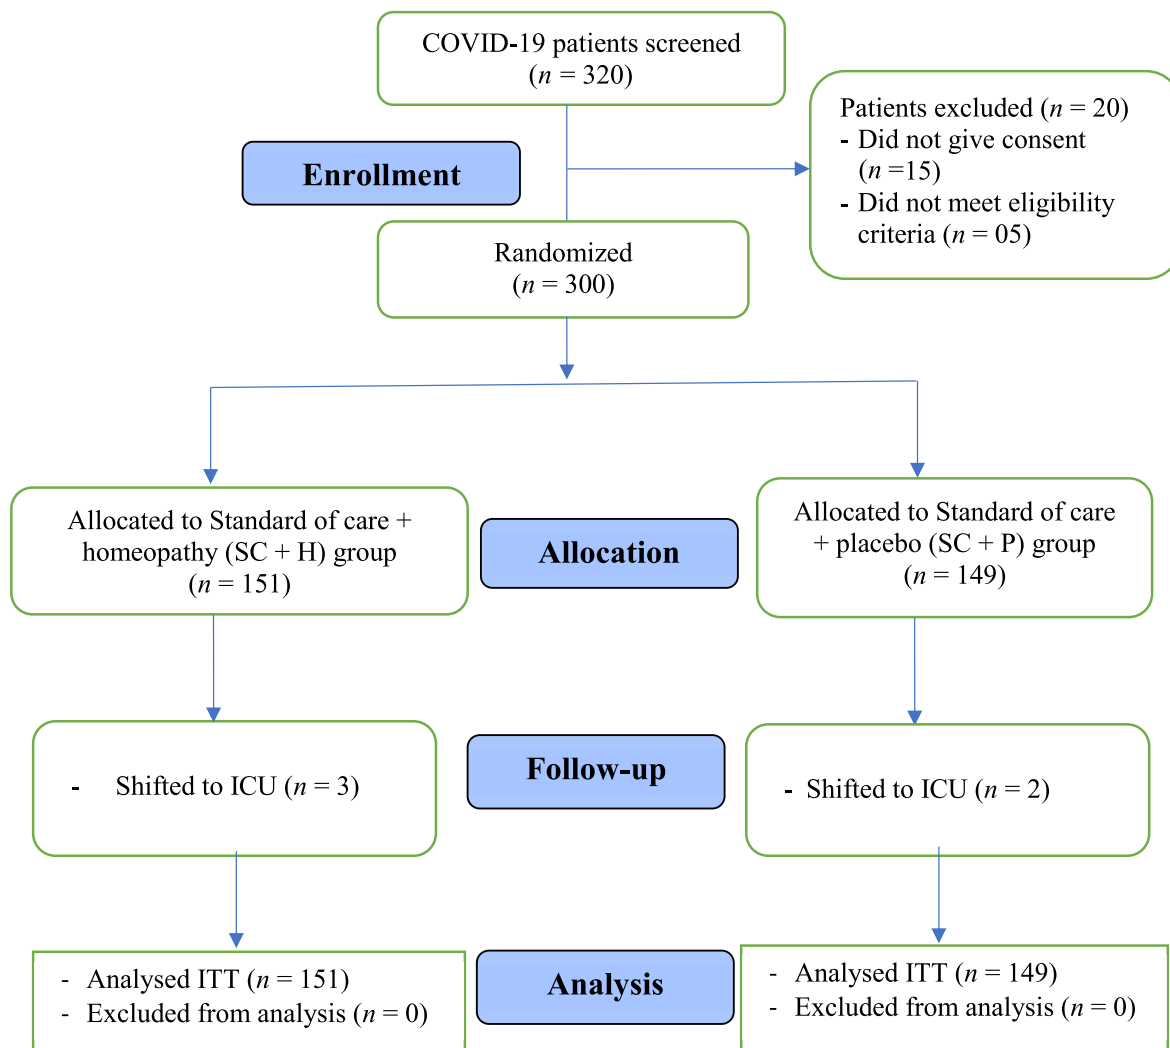 COVID-19 patients screened
(n = 320)
Patients excluded (n = 20)
- Did not give consent
(n =15)
- Did not meet eligibility
criteria (n = 05)
Enrollment
Randomized
(n = 300)
Allocated to Standard of care +
homeopathy (SC + H) group
(n = 151)
Allocation
Allocated to Standard of care
+ placebo (SC + P) group
(n = 149)
- Shifted to ICU (n = 3)
Follow-up
- Shifted to ICU (n = 2)
- Analysed ITT (n = 151)
- Excluded from analysis (n = 0)
Analysis
- Analysed ITT (n = 149)
- Excluded from analysis (n = 0)